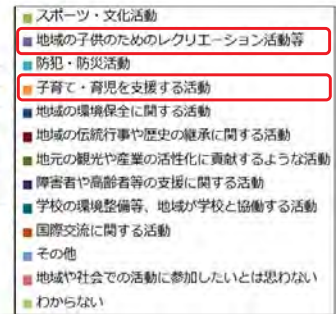 スポーツ・文化活動
地域の子供のためのレクリエーション活動等
防犯・防災活動
子育て・育児を支援する活動
地域の環境保全に関する活動
地域の伝統行事や歴史の継承に関する活動
地元の観光や産業の活性化に貢献するような活動
障害者や高齢者等の支援に関する活動
学校の環境整備等、地域が学校と協働する活動
国際交流に関する活動
その他
地域や社会での活動に参加したいとは思わない
わからない